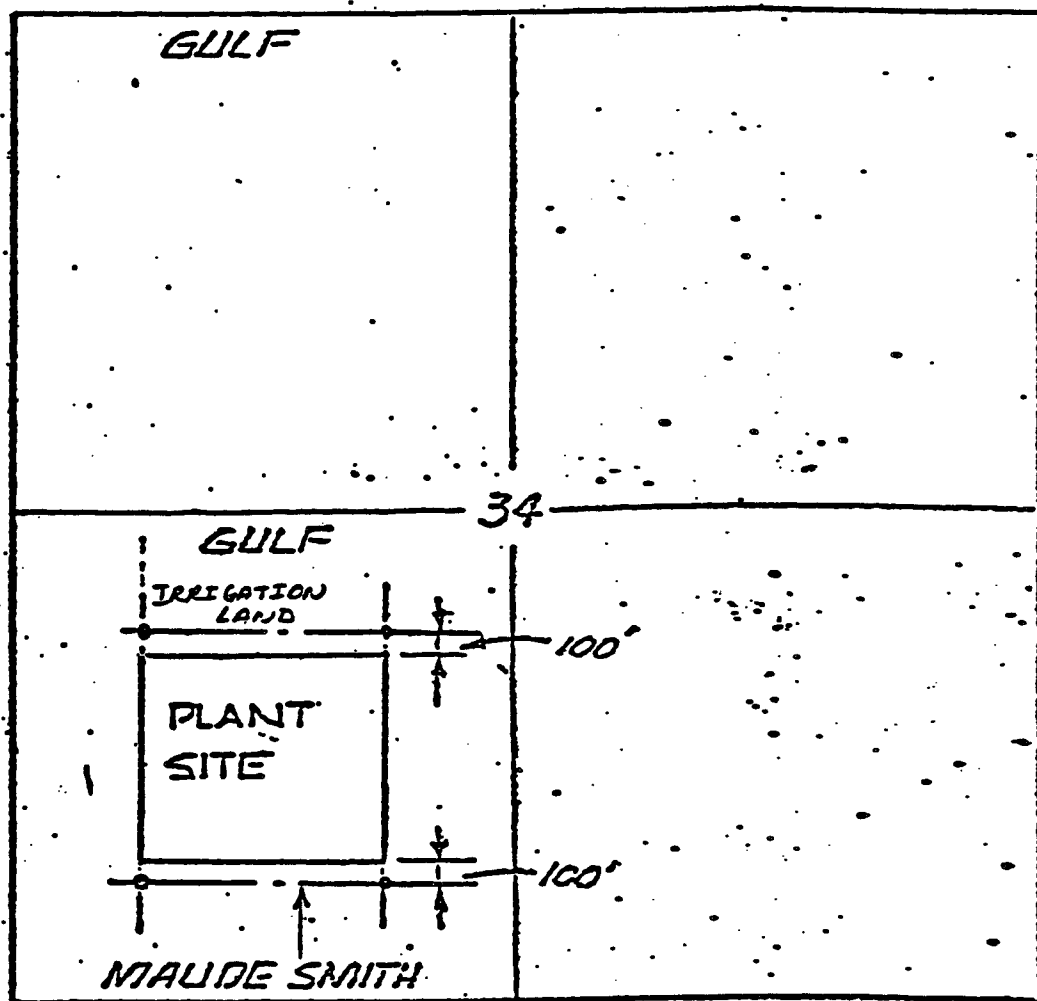 GULF
34
GULF
IRRIGATION
LAND
100'
PLANT
SITE
100'
MAUDE SMITH